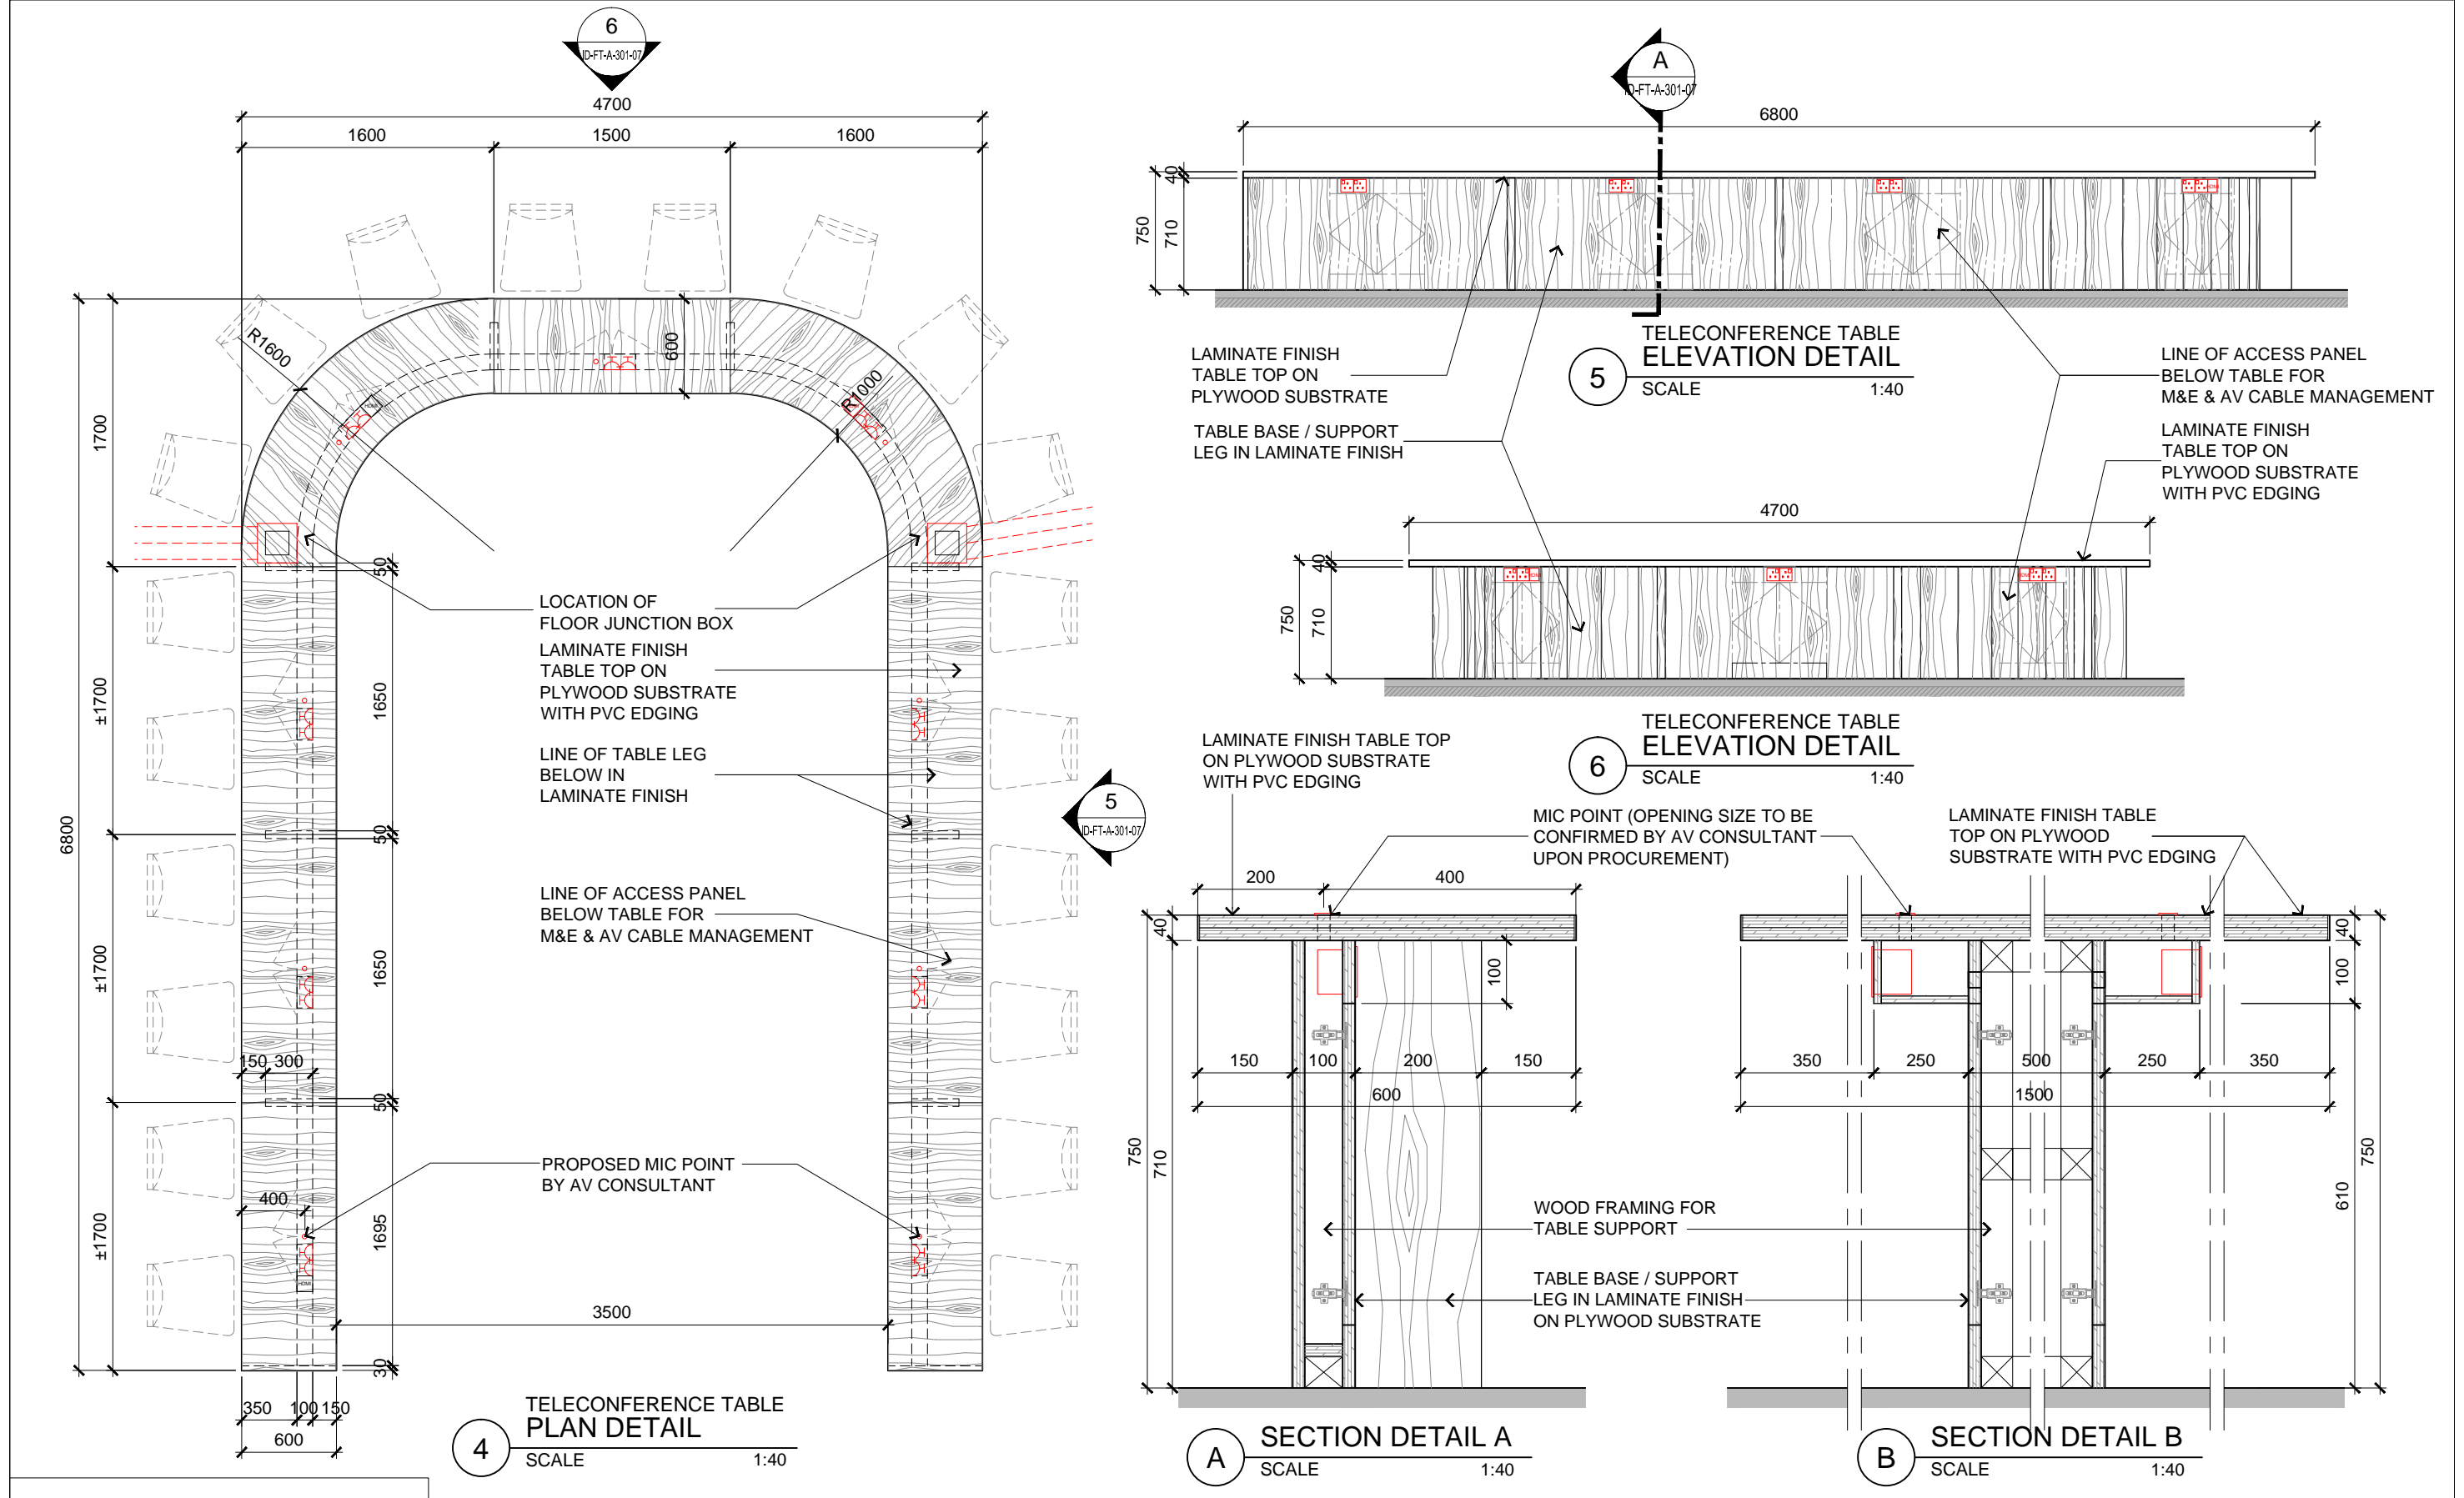 6
ID-FT-A-301-07
4700
1600
1500
1600
R1600
600
R1000
1700
±1700
±1700
±1700
6800
50
1650
50
1650
50
1695
30
150
300
400
3500
350
100
150
600
HDMI
HDMI
LOCATION OF
FLOOR JUNCTION BOX
LAMINATE FINISH
TABLE TOP ON
PLYWOOD SUBSTRATE
WITH PVC EDGING
LINE OF TABLE LEG
BELOW IN
LAMINATE FINISH
LINE OF ACCESS PANEL
BELOW TABLE FOR
M&E & AV CABLE MANAGEMENT
PROPOSED MIC POINT
BY AV CONSULTANT
5
ID-FT-A-301-07
4
TELECONFERENCE TABLE
PLAN DETAIL
SCALE 1:40
A
ID-FT-A-301-07
6800
40
750
710
HDMI
LAMINATE FINISH
TABLE TOP ON
PLYWOOD SUBSTRATE
TABLE BASE / SUPPORT
LEG IN LAMINATE FINISH
5
TELECONFERENCE TABLE
ELEVATION DETAIL
SCALE 1:40
LINE OF ACCESS PANEL
BELOW TABLE FOR
M&E & AV CABLE MANAGEMENT
LAMINATE FINISH
TABLE TOP ON
PLYWOOD SUBSTRATE
WITH PVC EDGING
4700
40
750
710
HDMI
HDMI
6
TELECONFERENCE TABLE
ELEVATION DETAIL
SCALE 1:40
LAMINATE FINISH TABLE TOP
ON PLYWOOD SUBSTRATE
WITH PVC EDGING
MIC POINT (OPENING SIZE TO BE
CONFIRMED BY AV CONSULTANT
UPON PROCUREMENT)
LAMINATE FINISH TABLE
TOP ON PLYWOOD
SUBSTRATE WITH PVC EDGING
200
400
40
100
150
100
200
150
600
750
710
WOOD FRAMING FOR
TABLE SUPPORT
TABLE BASE / SUPPORT
LEG IN LAMINATE FINISH
ON PLYWOOD SUBSTRATE
A
SECTION DETAIL A
SCALE 1:40
40
100
350
250
500
250
350
1500
610
750
B
SECTION DETAIL B
SCALE 1:40